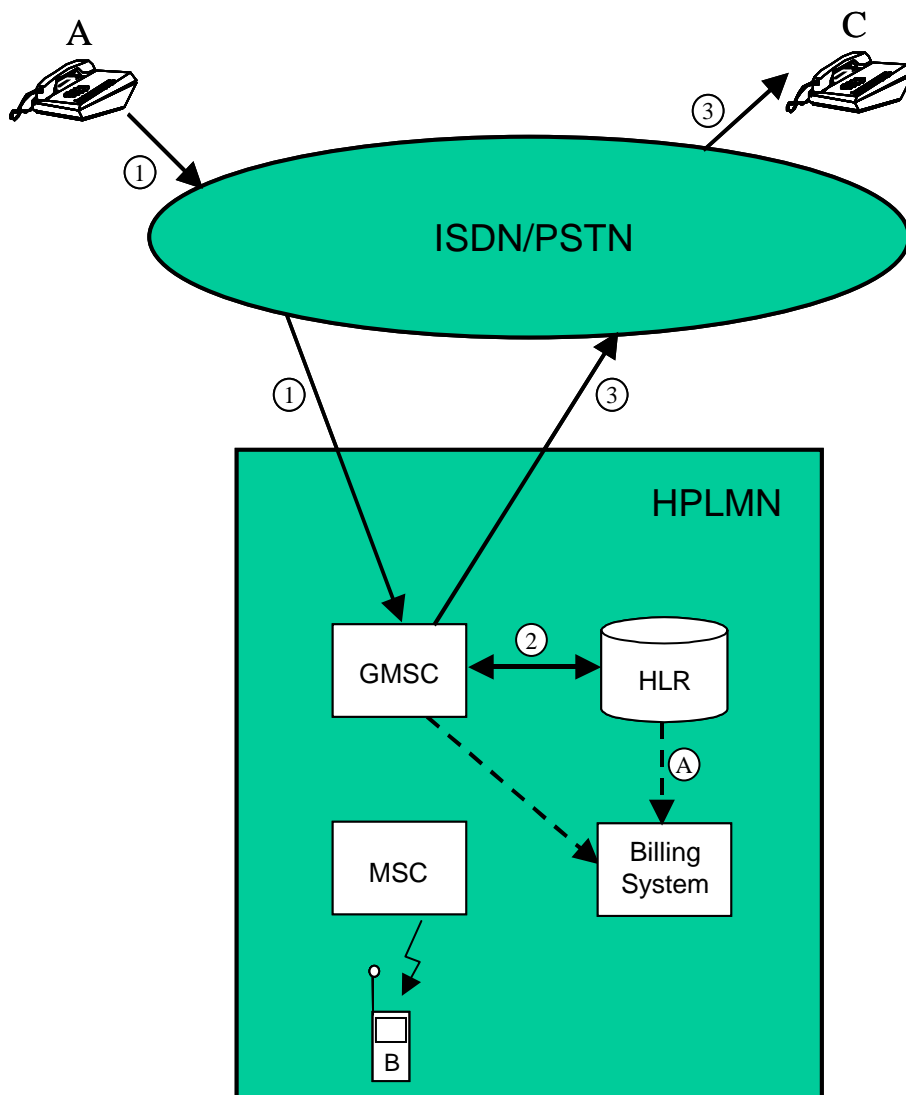 A
C
3
1
ISDN/PSTN
1
3
HPLMN
GMSC
2
HLR
A
MSC
Billing
System
B